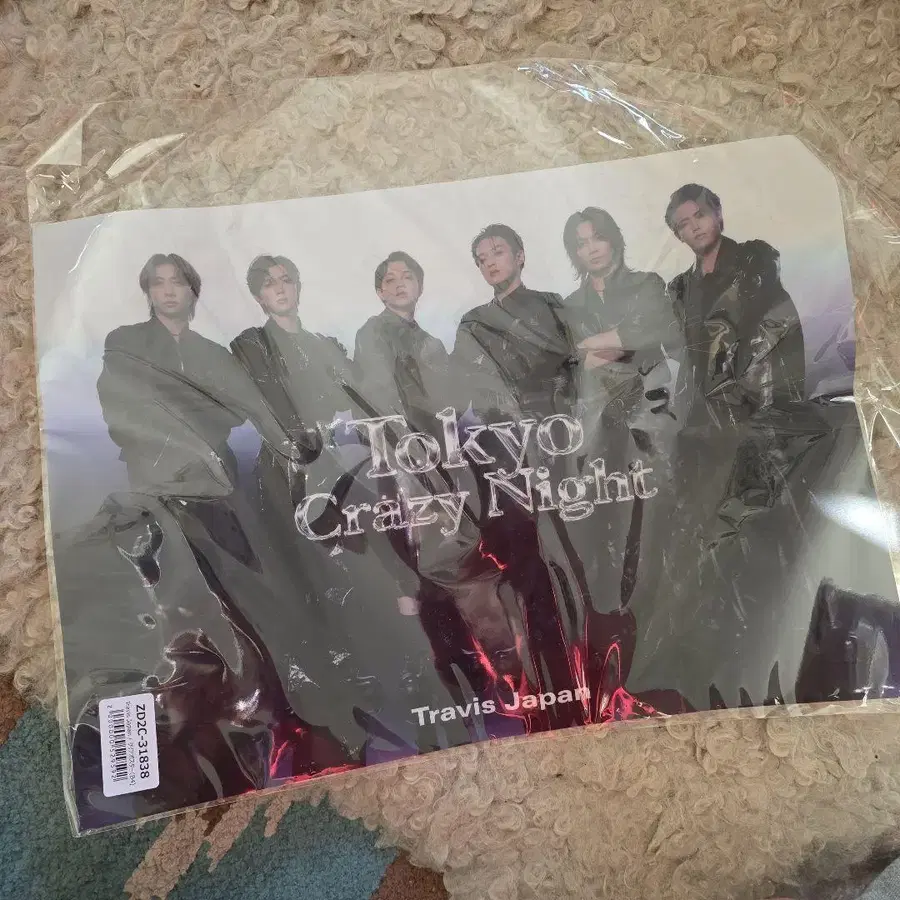 Tokyo
Crazy Night
Travis Japan
ZD2C-31838